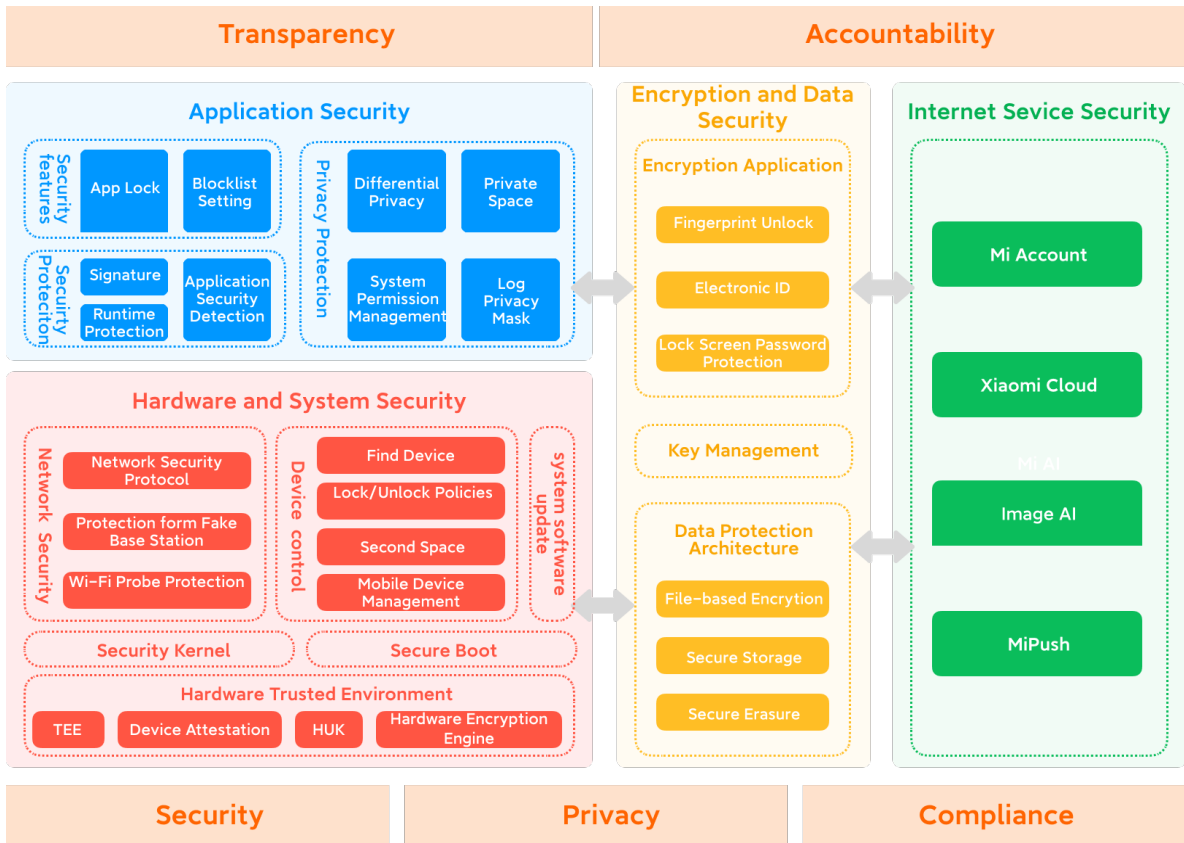 Transparency
Accountability
Application Security
Security
features
App Lock
Blocklist
Setting
Secuirty
Proteciton
Signature
Runtime
Protection
Application
Security
Detection
Privacy Protection
Differential
Privacy
Private
Space
System
Permission
Management
Log
Privacy
Mask
Hardware and System Security
Network Security
Network Security
Protocol
Protection form Fake
Base Station
Wi-Fi Probe Protection
Device control
Find Device
Lock/Unlock Policies
Second Space
Mobile Device
Management
system software
update
Security Kernel
Secure Boot
Hardware Trusted Environment
TEE
Device Attestation
HUK
Hardware Encryption
Engine
Encryption and Data
Security
Encryption Application
Fingerprint Unlock
Electronic ID
Lock Screen Password
Protection
Key Management
Data Protection
Architecture
File-based Encrytion
Secure Storage
Secure Erasure
Internet Sevice Security
Mi Account
Xiaomi Cloud
Mi AI
Image AI
MiPush
Security
Privacy
Compliance